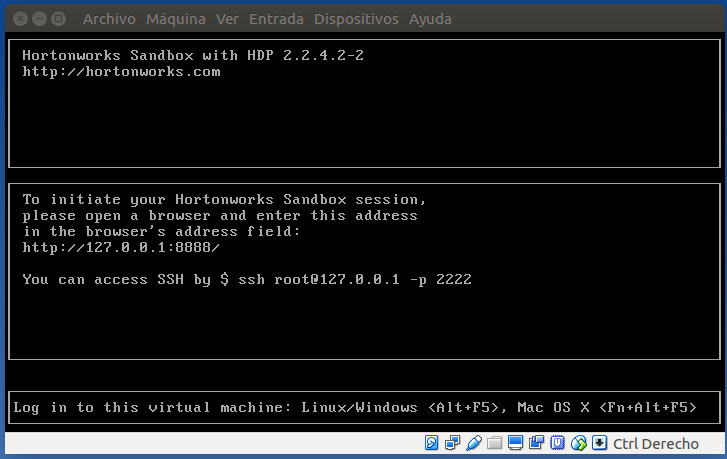 Archivo Máquina Ver Entrada Dispositivos Ayuda
Hortonworks Sandbox with HDP 2.2.4.2-2
http://hortonworks.com
To initiate your Hortonworks Sandbox session,
please open a browser and enter this address
in the browser's address field:
http://127.0.0.1:8888/
You can access SSH by $ ssh root@127.0.0.1 -p 2222
Log in to this virtual machine: Linux/Windows <Alt+F5>, Mac OS X <Fn+Alt+F5>
Ctrl Derecho